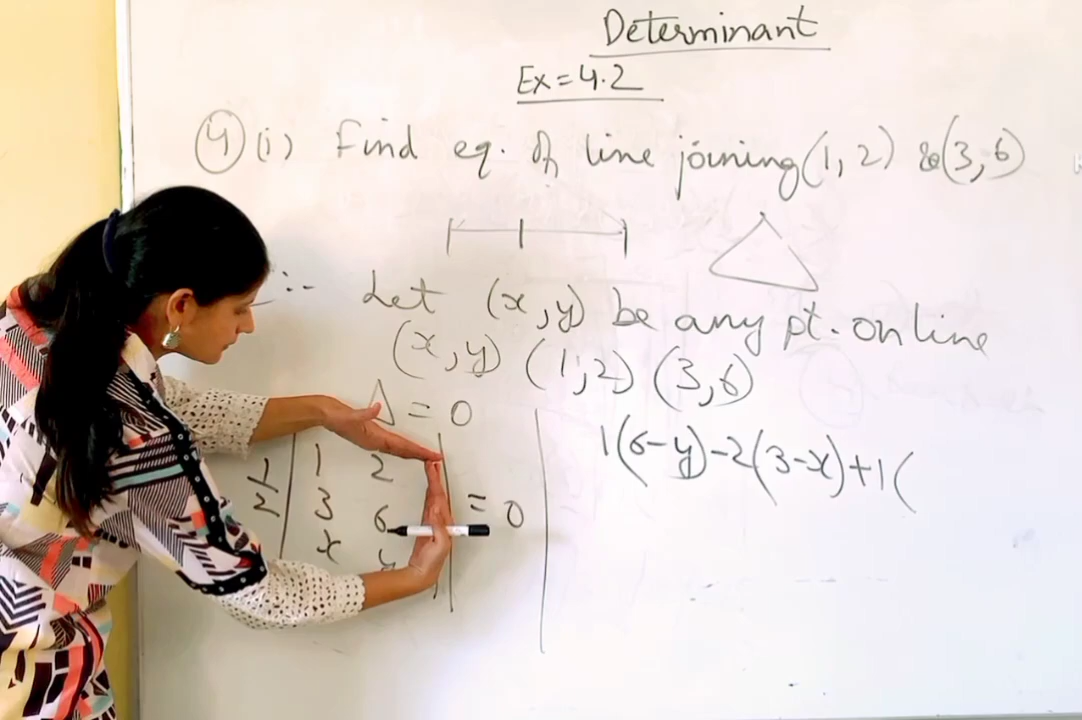 Determinant
Ex = 4.2
4 (i) Find eq. of line joining (1, 2) & (3, 6)
:- Let (x, y) be any pt. on line
(x, y) (1, 2) (3, 6)
Δ = 0
1/2 | 1 2 | = 0
3 6
x y
1(6-y)-2(3-x)+1(